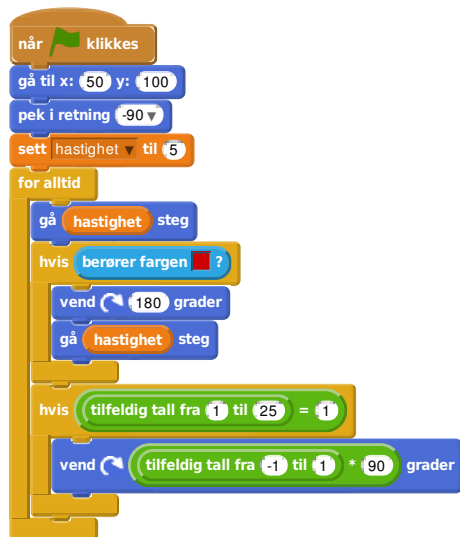 når klikkes
gå til x: 50 y: 100
pek i retning -90
sett hastighet til 5
for alltid
gå hastighet steg
hvis berører fargen ?
vend 180 grader
gå hastighet steg
hvis tilfeldig tall fra 1 til 25 = 1
vend tilfeldig tall fra -1 til 1 * 90 grader